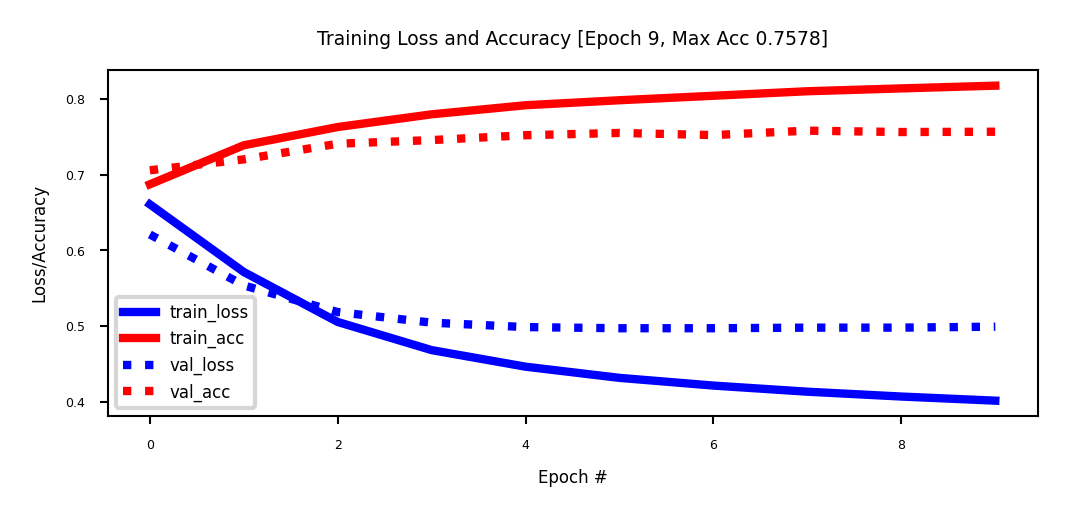 Training Loss and Accuracy [Epoch 9, Max Acc 0.7578]
0.8
0.7
0.6
0.5
0.4
Loss/Accuracy
train_loss
train_acc
val_loss
val_acc
0 2 4 6 8
Epoch #